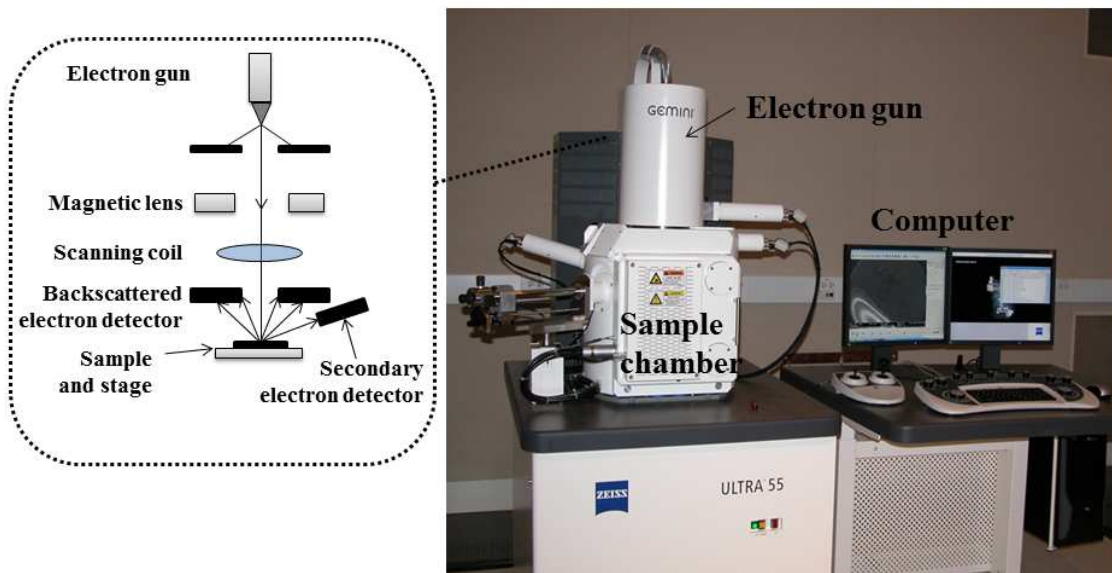 Electron gun
Magnetic lens
Scanning coil
Backscattered
electron detector
Sample
and stage
Secondary
electron detector
GEMINI
Electron gun
Computer
Sample
chamber
ZEISS
ULTRA 55
ZEISS